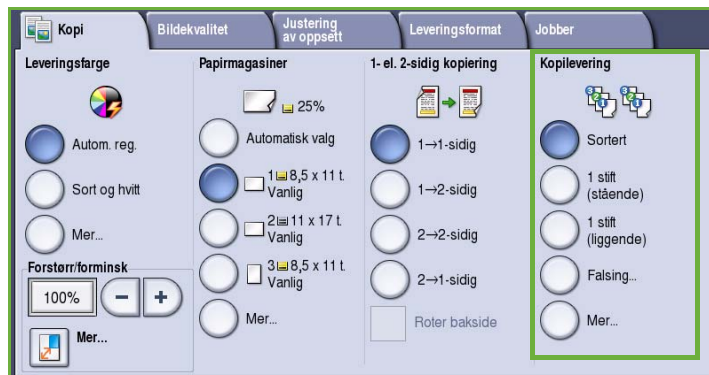 Kopi
Bildekvalitet
Justering
av oppsett
Leveringsformat
Jobber
Leveringsfarge
Autom. reg.
Sort og hvitt
Mer...
Forstørr/forminsk
100%
Mer...
Papirmagasiner
25%
Automatisk valg
1 8,5 x 11 t.
Vanlig
2 11 x 17 t.
Vanlig
3 8,5 x 11 t.
Vanlig
Mer...
1- el. 2-sidig kopiering
1→1-sidig
1→2-sidig
2→2-sidig
2→1-sidig
Roter bakside
Kopilevering
Sortert
1 stift
(stående)
1 stift
(liggende)
Falsing...
Mer...